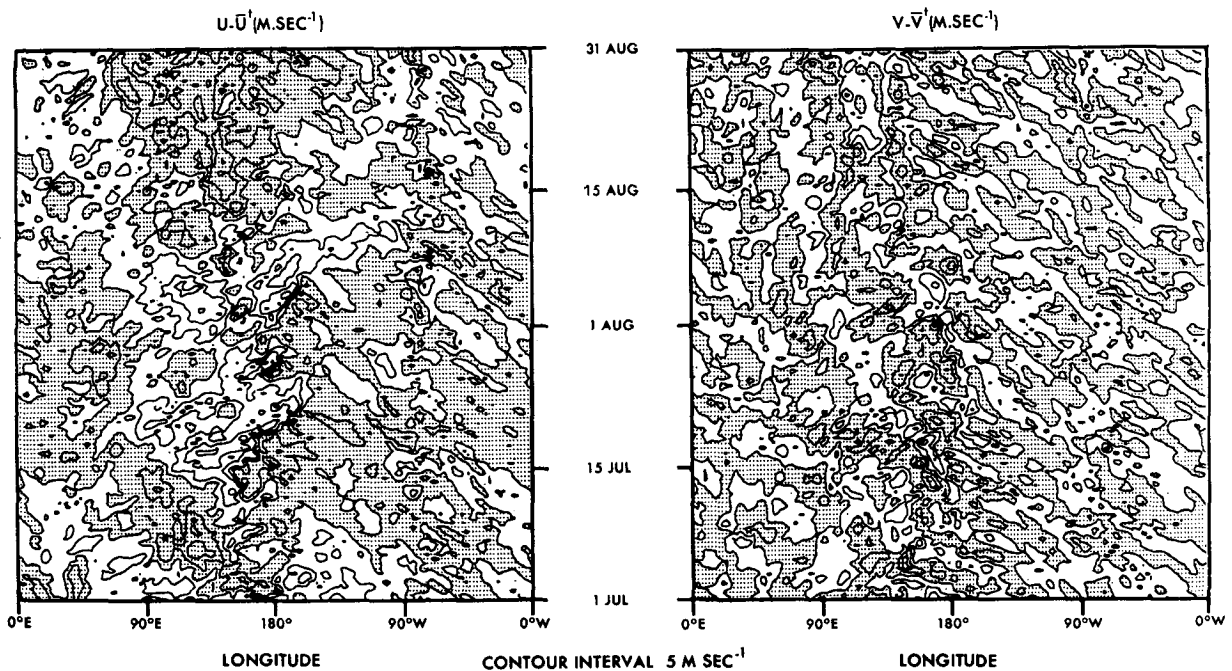 U-Ūᵗ(M.SEC⁻¹)
V-V̄ᵗ(M.SEC⁻¹)
31 AUG
15 AUG
1 AUG
15 JUL
1 JUL
0°E 90°E 180° 90°W 0°W
0°E 90°E 180° 90°W 0°W
LONGITUDE CONTOUR INTERVAL 5 M SEC⁻¹ LONGITUDE